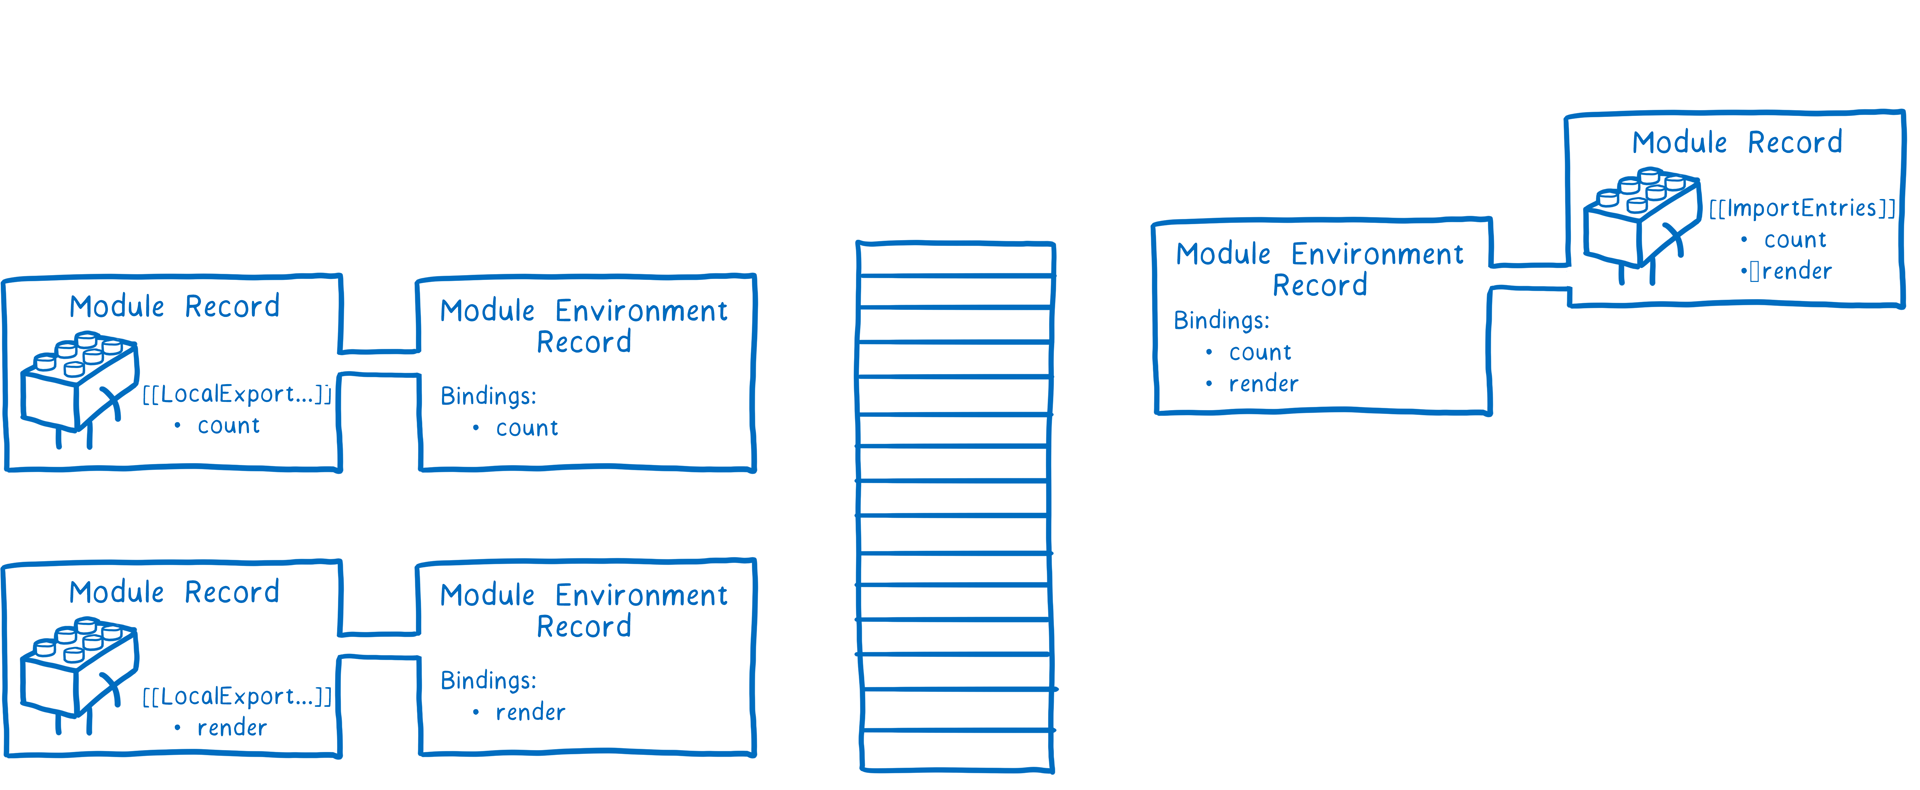 Module Record
[[LocalExport...]]
• count
Module Environment
Record
Bindings:
• count
Module Record
[[LocalExport...]]
• render
Module Environment
Record
Bindings:
• render
Module Environment
Record
Bindings:
• count
• render
Module Record
[[ImportEntries]]
• count
• render